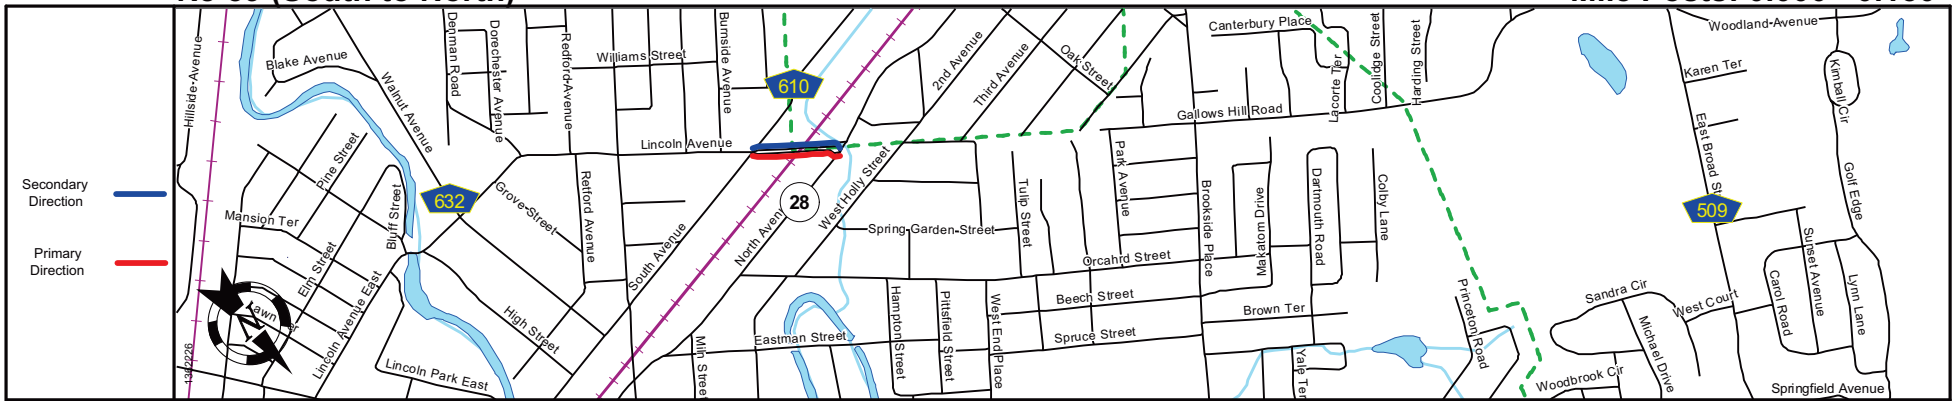 Secondary
Direction
Primary
Direction
Hillside-Avenue
Blake Avenue
Walnut Avenue
Denman Road
Dorechester Avenue
Redford-Avenue
Williams Street
Burnside Avenue
610
2nd Avenue
Third Avenue
Oak Street
Canterbury Place
Lacorte Ter
Coolidge Street
Harding Street
Gallows Hill Road
Woodland-Avenue
Karen Ter
Kimball Cir
East Broad St
Golf Edge
Lincoln Avenue
Pine Street
Mansion Ter
Bluff Street
632
Grove-Street
Retford Avenue
South Avenue
North Avenue
28
West Holly Street
Spring-Garden-Street
Tulip Street
Park Avenue
Brookside Place
Makatom Drive
Dartmouth Road
Colby Lane
509
Sunset Avenue
Elm Street
Lincoln Avenue East
High Street
Lincoln Park East
N
1302226
Orcahrd Street
Hampton Street
Pittsfield Street
West End Place
Beech Street
Spruce Street
Eastman Street
Brown Ter
Yale Ter
Princeton Road
Sandra Cir
West Court
Michael Drive
Woodbrook Cir
Carol Road
Lynn Lane
Springfield Avenue